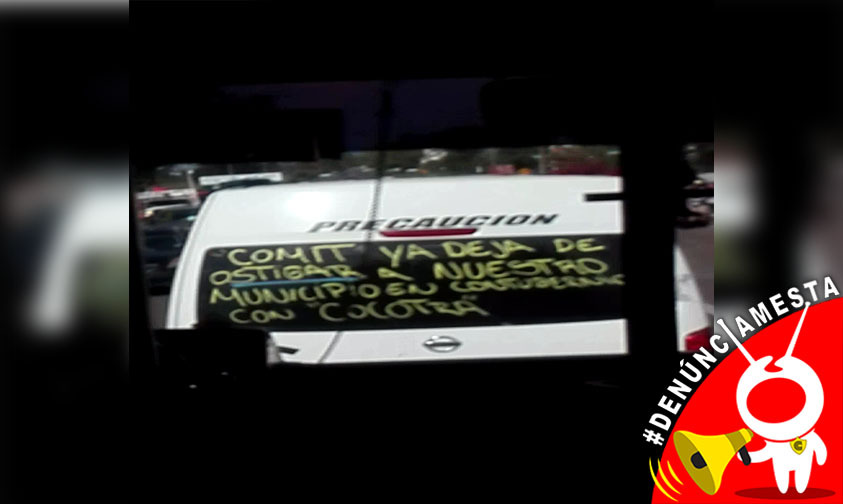 PRECAUCION
"COMIT" YA DEJA DE
OSTIGAR A NUESTRO
MUNICIPIO EN CONTUBERNIO
CON "COCOTRA"
#DENÚNCIAMESTA